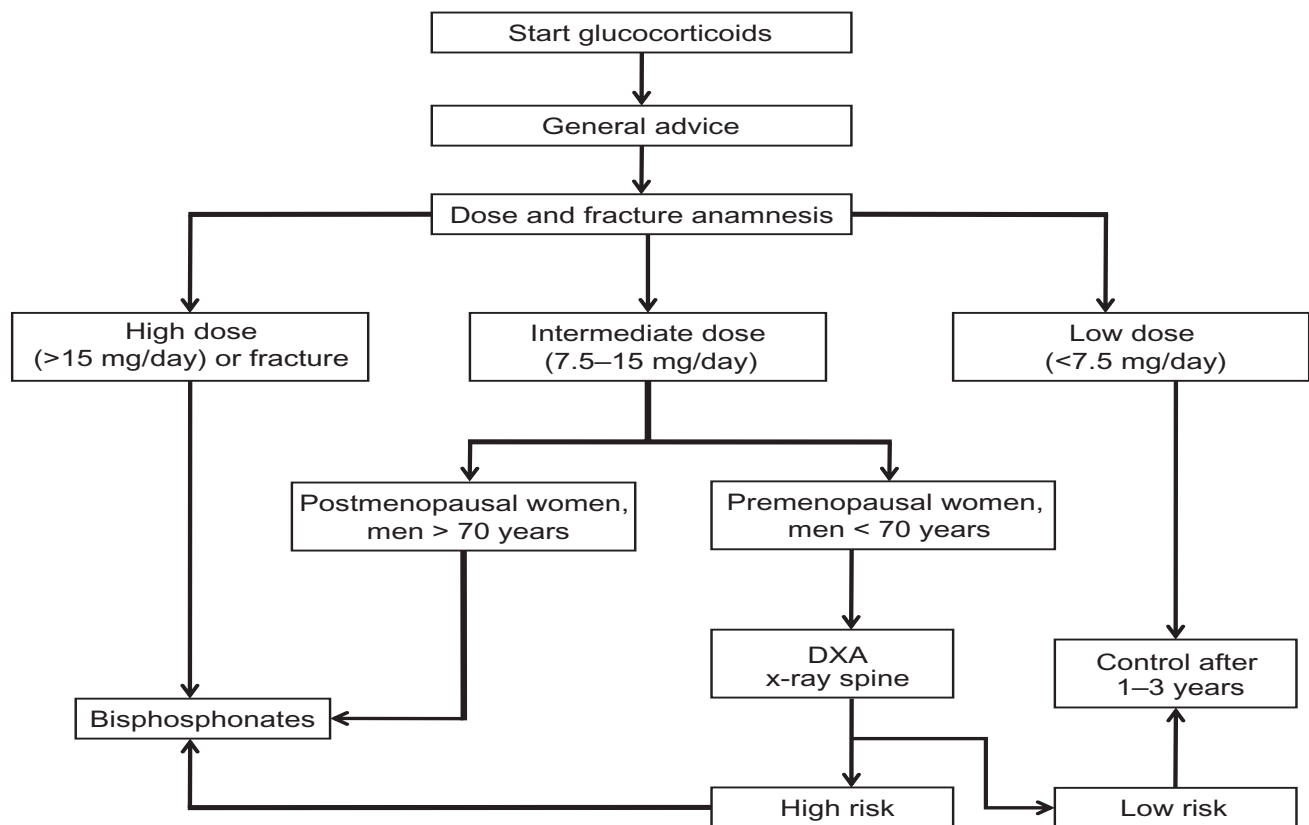 Start glucocorticoids
General advice
Dose and fracture anamnesis
High dose
(>15 mg/day) or fracture
Intermediate dose
(7.5–15 mg/day)
Low dose
(<7.5 mg/day)
Postmenopausal women,
men > 70 years
Premenopausal women,
men < 70 years
DXA
x-ray spine
Control after
1–3 years
Bisphosphonates
High risk
Low risk